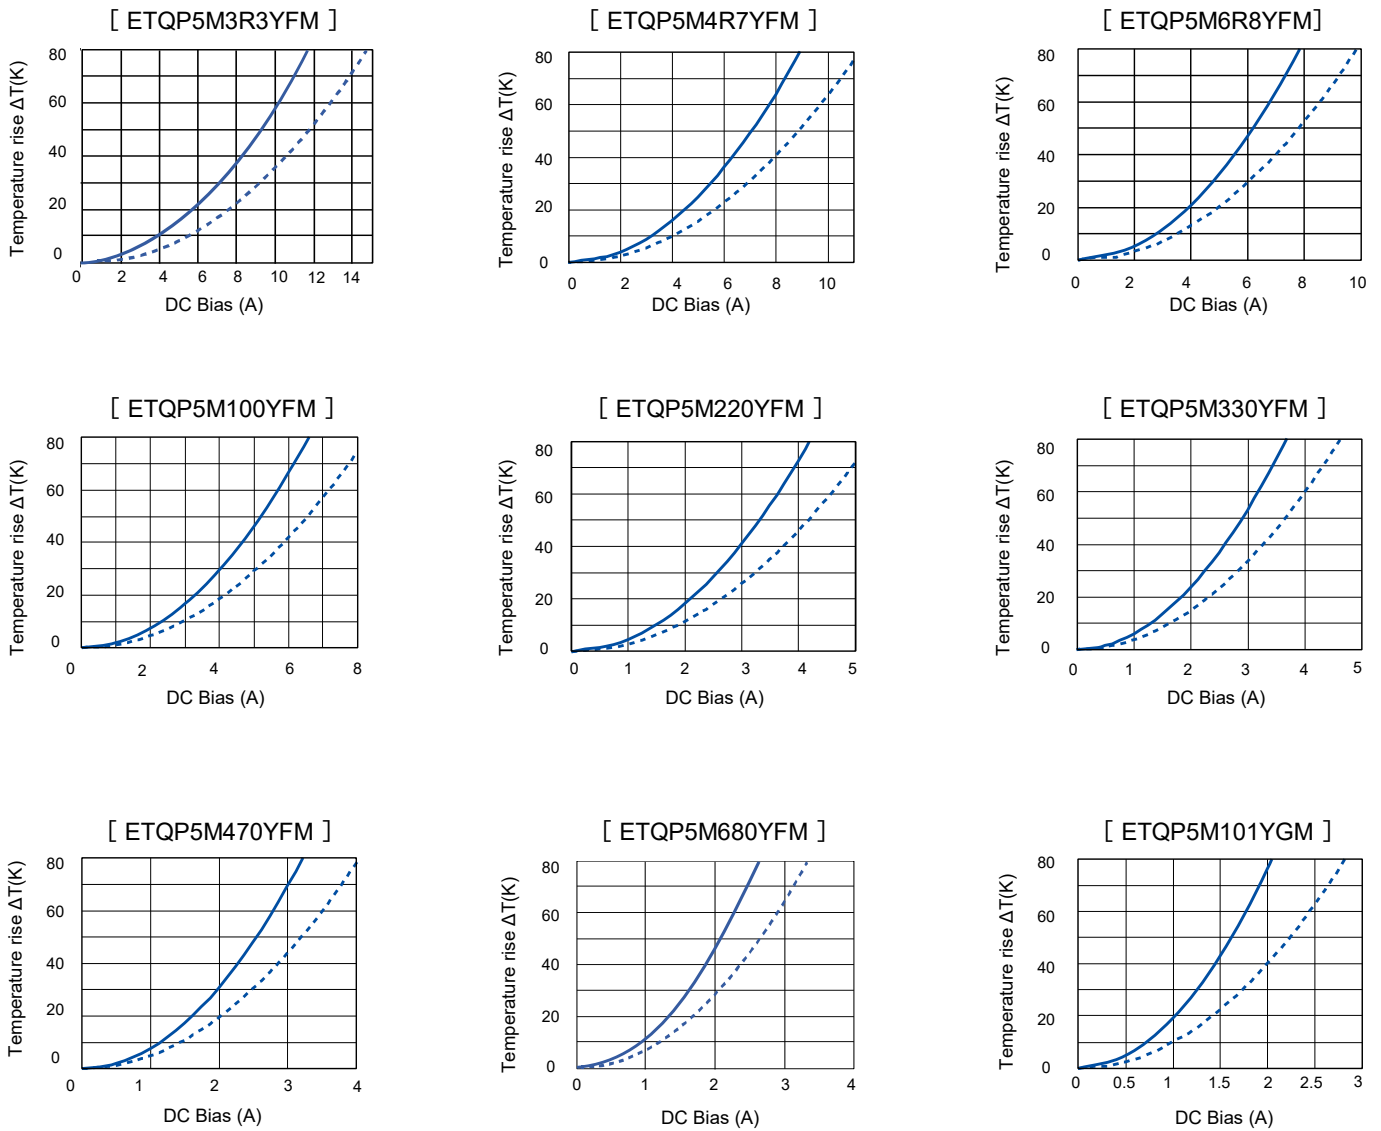 [ ETQP5M3R3YFM ]
Temperature rise ΔT(K)
80
60
40
20
0
0 2 4 6 8 10 12 14
DC Bias (A)
[ ETQP5M4R7YFM ]
Temperature rise ΔT(K)
80
60
40
20
0
0 2 4 6 8 10
DC Bias (A)
[ ETQP5M6R8YFM]
Temperature rise ΔT(K)
80
60
40
20
0
0 2 4 6 8 10
DC Bias (A)
[ ETQP5M100YFM ]
Temperature rise ΔT(K)
80
60
40
20
0
0 2 4 6 8
DC Bias (A)
[ ETQP5M220YFM ]
Temperature rise ΔT(K)
80
60
40
20
0
0 1 2 3 4 5
DC Bias (A)
[ ETQP5M330YFM ]
Temperature rise ΔT(K)
80
60
40
20
0
0 1 2 3 4 5
DC Bias (A)
[ ETQP5M470YFM ]
Temperature rise ΔT(K)
80
60
40
20
0
0 1 2 3 4
DC Bias (A)
[ ETQP5M680YFM ]
Temperature rise ΔT(K)
80
60
40
20
0
0 1 2 3 4
DC Bias (A)
[ ETQP5M101YGM ]
Temperature rise ΔT(K)
80
60
40
20
0
0 0.5 1 1.5 2 2.5 3
DC Bias (A)